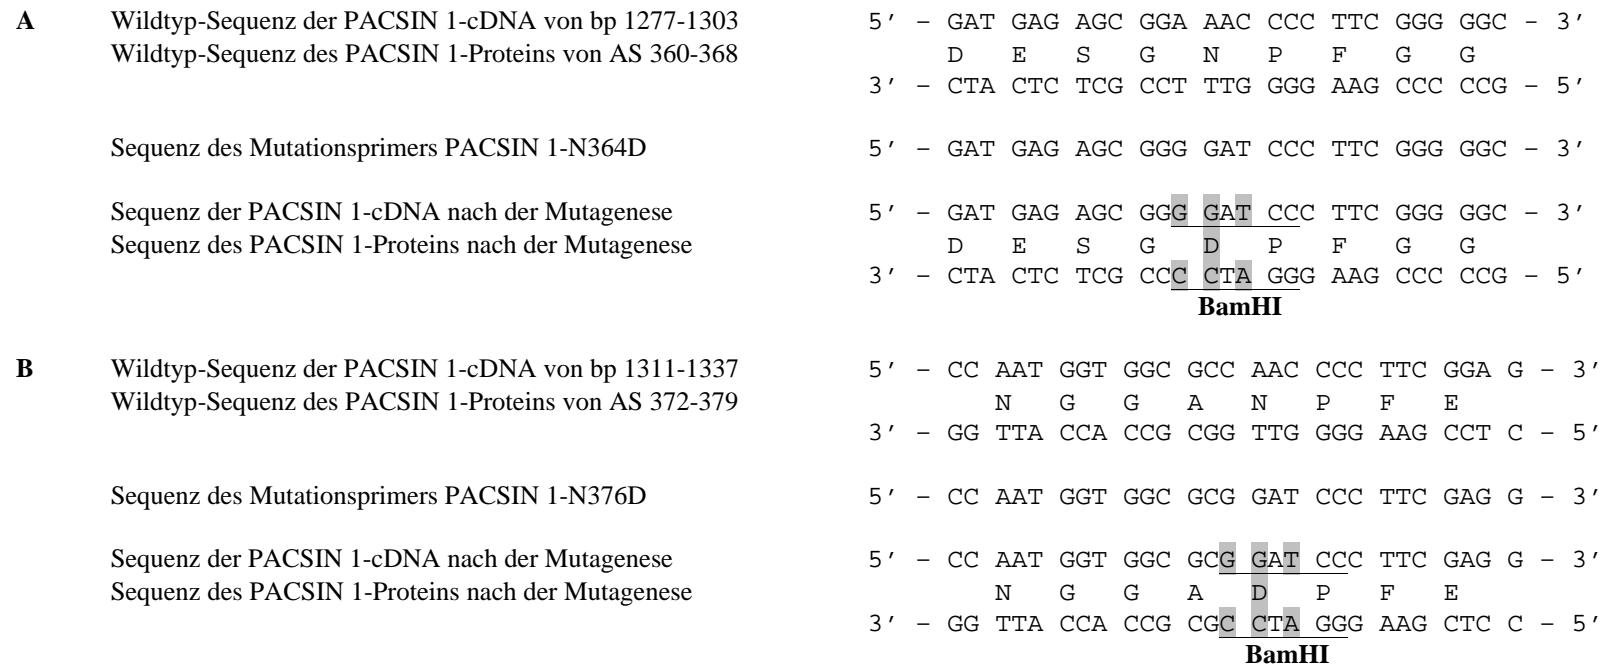 A Wildtyp-Sequenz der PACSIN 1-cDNA von bp 1277-1303 5′ – GAT GAG AGC GGA AAC CCC TTC GGG GGC – 3′
Wildtyp-Sequenz des PACSIN 1-Proteins von AS 360-368 D E S G N P F G G
3′ – CTA CTC TCG CCT TTG GGG AAG CCC CCG – 5′
Sequenz des Mutationsprimers PACSIN 1-N364D 5′ – GAT GAG AGC GGG GAT CCC TTC GGG GGC – 3′
Sequenz der PACSIN 1-cDNA nach der Mutagenese 5′ – GAT GAG AGC GGG GAT CCC TTC GGG GGC – 3′
Sequenz des PACSIN 1-Proteins nach der Mutagenese D E S G D P F G G
3′ – CTA CTC TCG CCC CTA GGG AAG CCC CCG – 5′
BamHI
B Wildtyp-Sequenz der PACSIN 1-cDNA von bp 1311-1337 5′ – CC AAT GGT GGC GCC AAC CCC TTC GGA G – 3′
Wildtyp-Sequenz des PACSIN 1-Proteins von AS 372-379 N G G A N P F E
3′ – GG TTA CCA CCG CGG TTG GGG AAG CCT C – 5′
Sequenz des Mutationsprimers PACSIN 1-N376D 5′ – CC AAT GGT GGC GCG GAT CCC TTC GAG G – 3′
Sequenz der PACSIN 1-cDNA nach der Mutagenese 5′ – CC AAT GGT GGC GCG GAT CCC TTC GAG G – 3′
Sequenz des PACSIN 1-Proteins nach der Mutagenese N G G A D P F E
3′ – GG TTA CCA CCG CGC CTA GGG AAG CTC C – 5′
BamHI